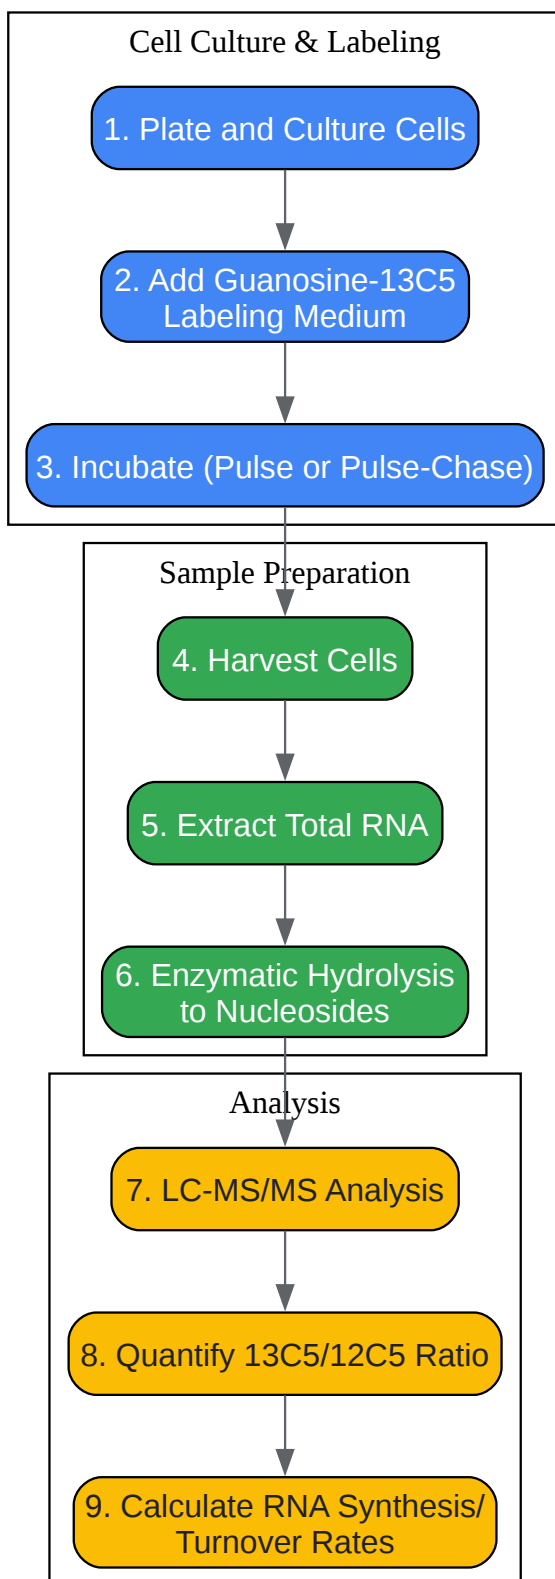 Cell Culture & Labeling
1. Plate and Culture Cells
2. Add Guanosine-13C5
Labeling Medium
3. Incubate (Pulse or Pulse-Chase)
Sample Preparation
4. Harvest Cells
5. Extract Total RNA
6. Enzymatic Hydrolysis
to Nucleosides
Analysis
7. LC-MS/MS Analysis
8. Quantify 13C5/12C5 Ratio
9. Calculate RNA Synthesis/
Turnover Rates